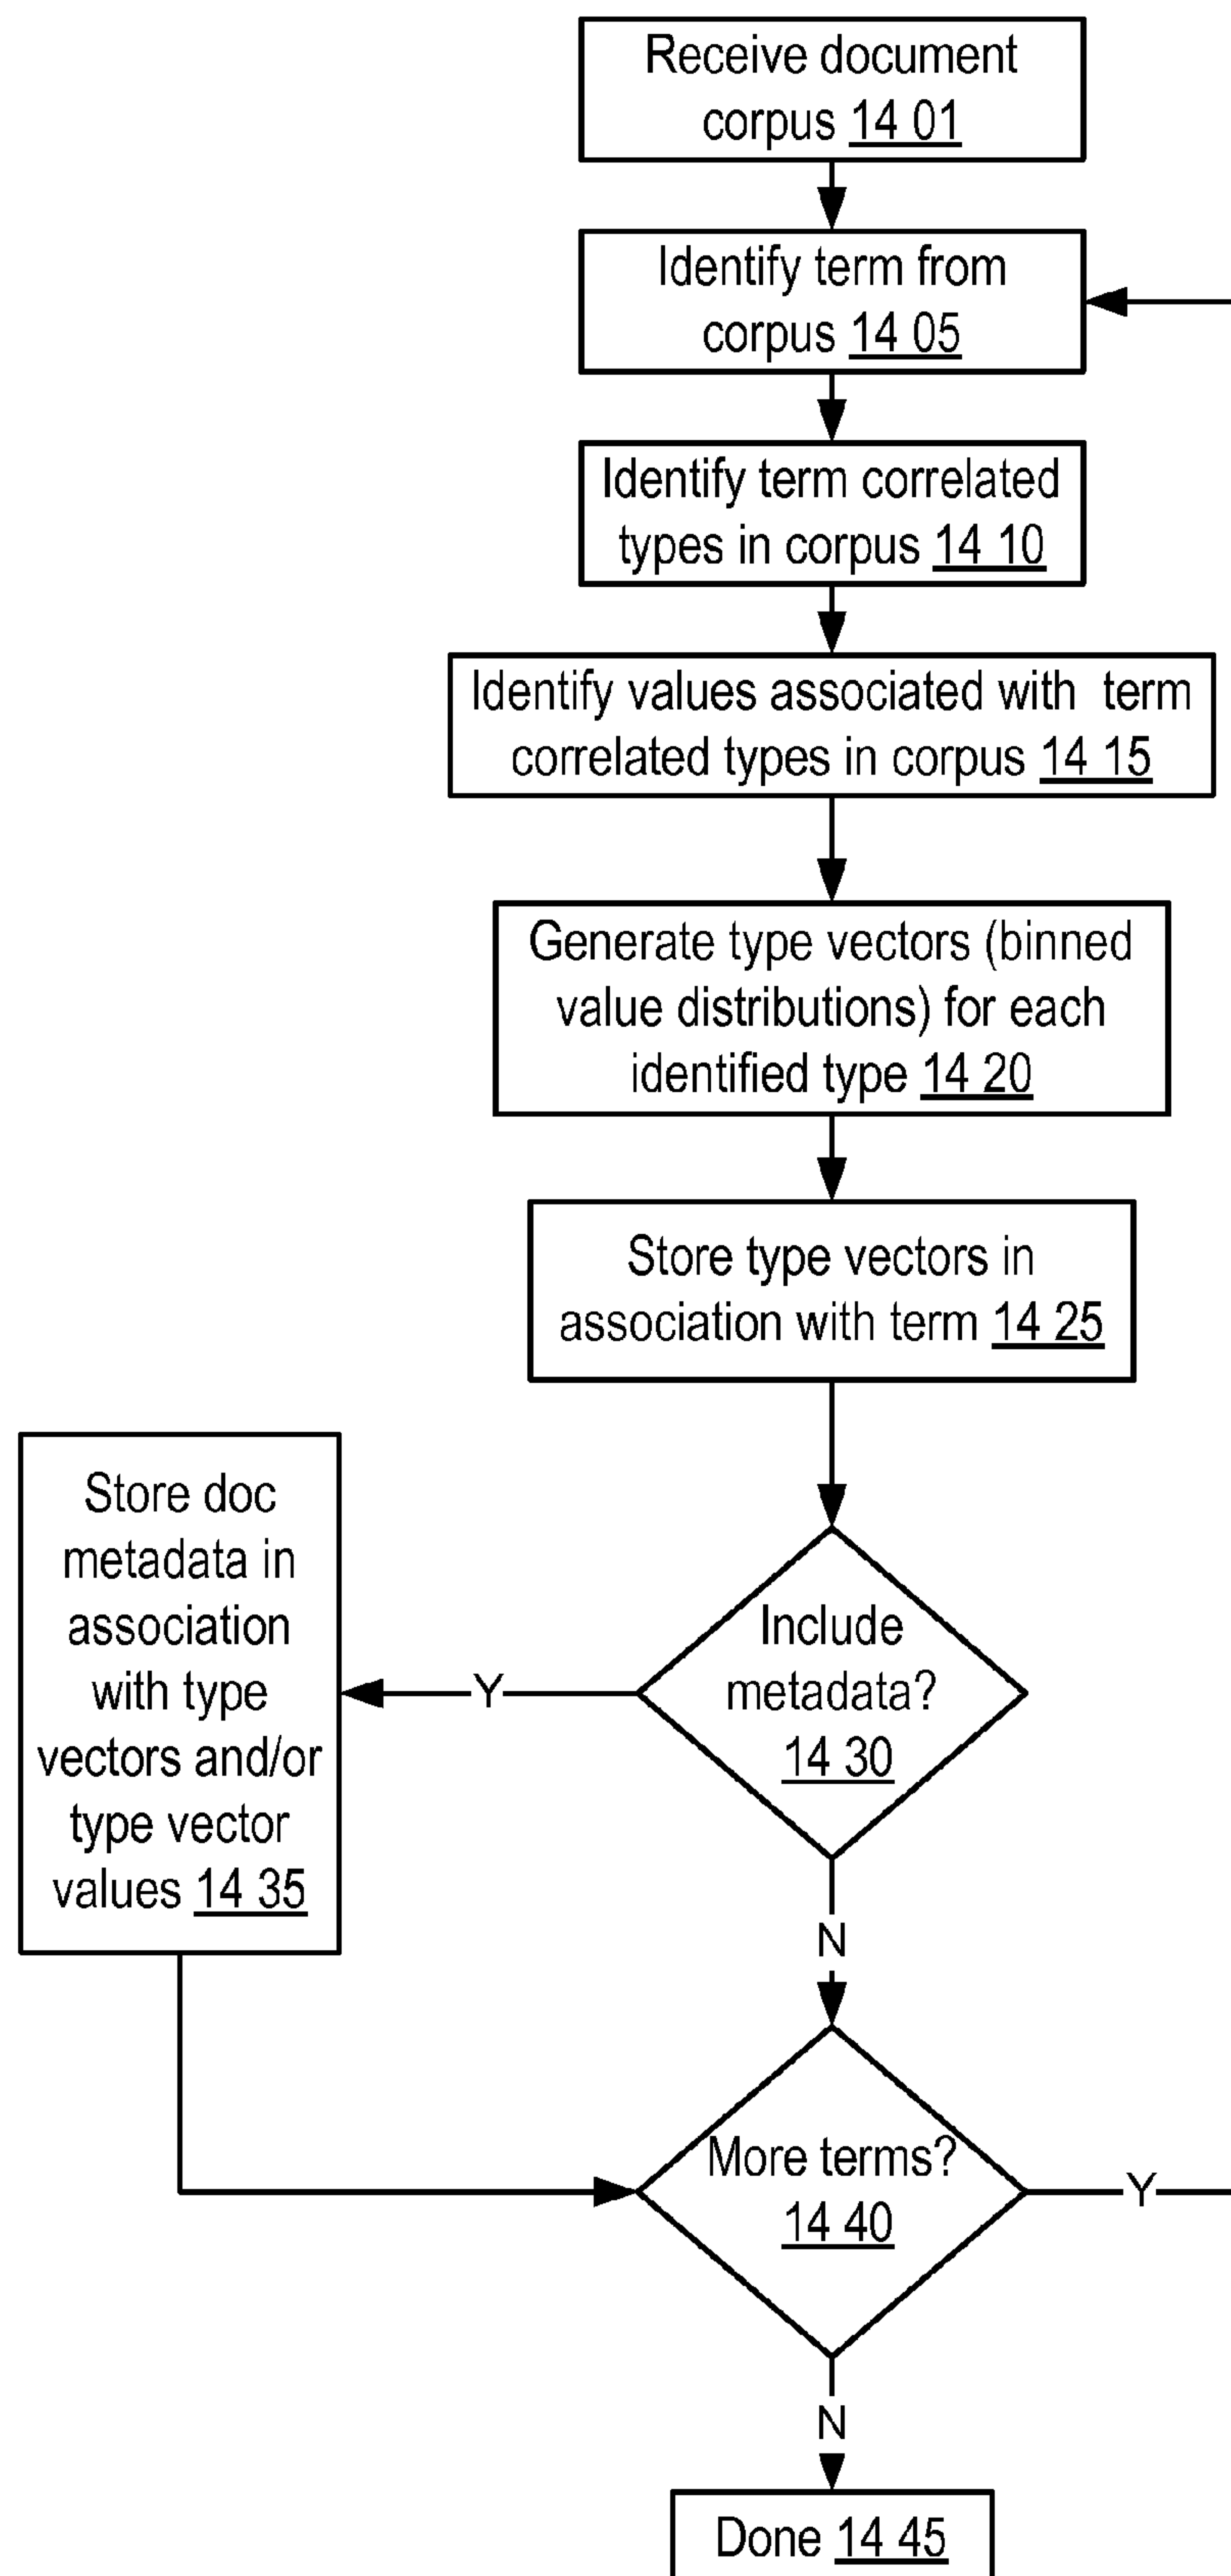 Receive document
corpus 14 01
Identify term from
corpus 14 05
Identify term correlated
types in corpus 14 10
Identify values associated with term
correlated types in corpus 14 15
Generate type vectors (binned
value distributions) for each
identified type 14 20
Store type vectors in
association with term 14 25
Include
metadata?
14 30
Y
Store doc
metadata in
association
with type
vectors and/or
type vector
values 14 35
N
More terms?
14 40
Y
N
Done 14 45